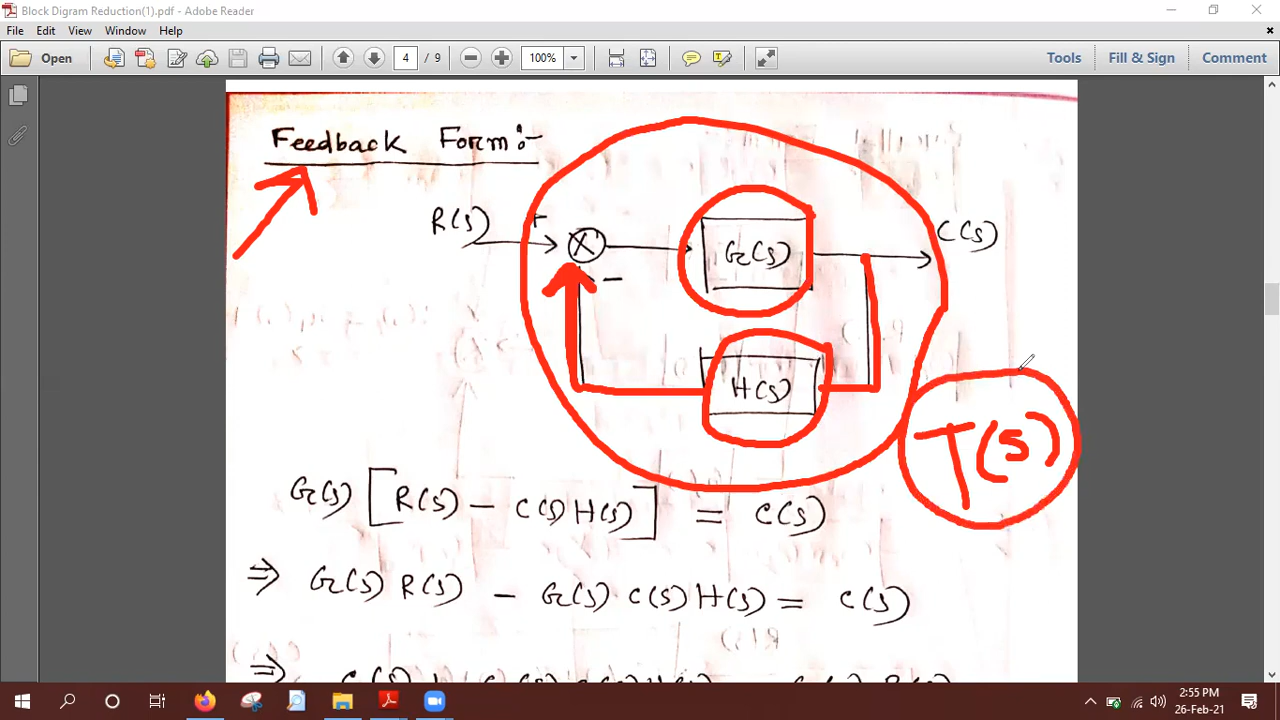 Block Digram Reduction(1).pdf - Adobe Reader
File Edit View Window Help
Open 4 / 9 100% Tools Fill & Sign Comment
Feedback Form:-
R(s) + G(s) C(s)
-
H(s)
T(s)
G(s) [R(s) - C(s) H(s)] = C(s)
⇒ G(s) R(s) - G(s) · C(s) H(s) = C(s)
⇒
2:55 PM
26-Feb-21